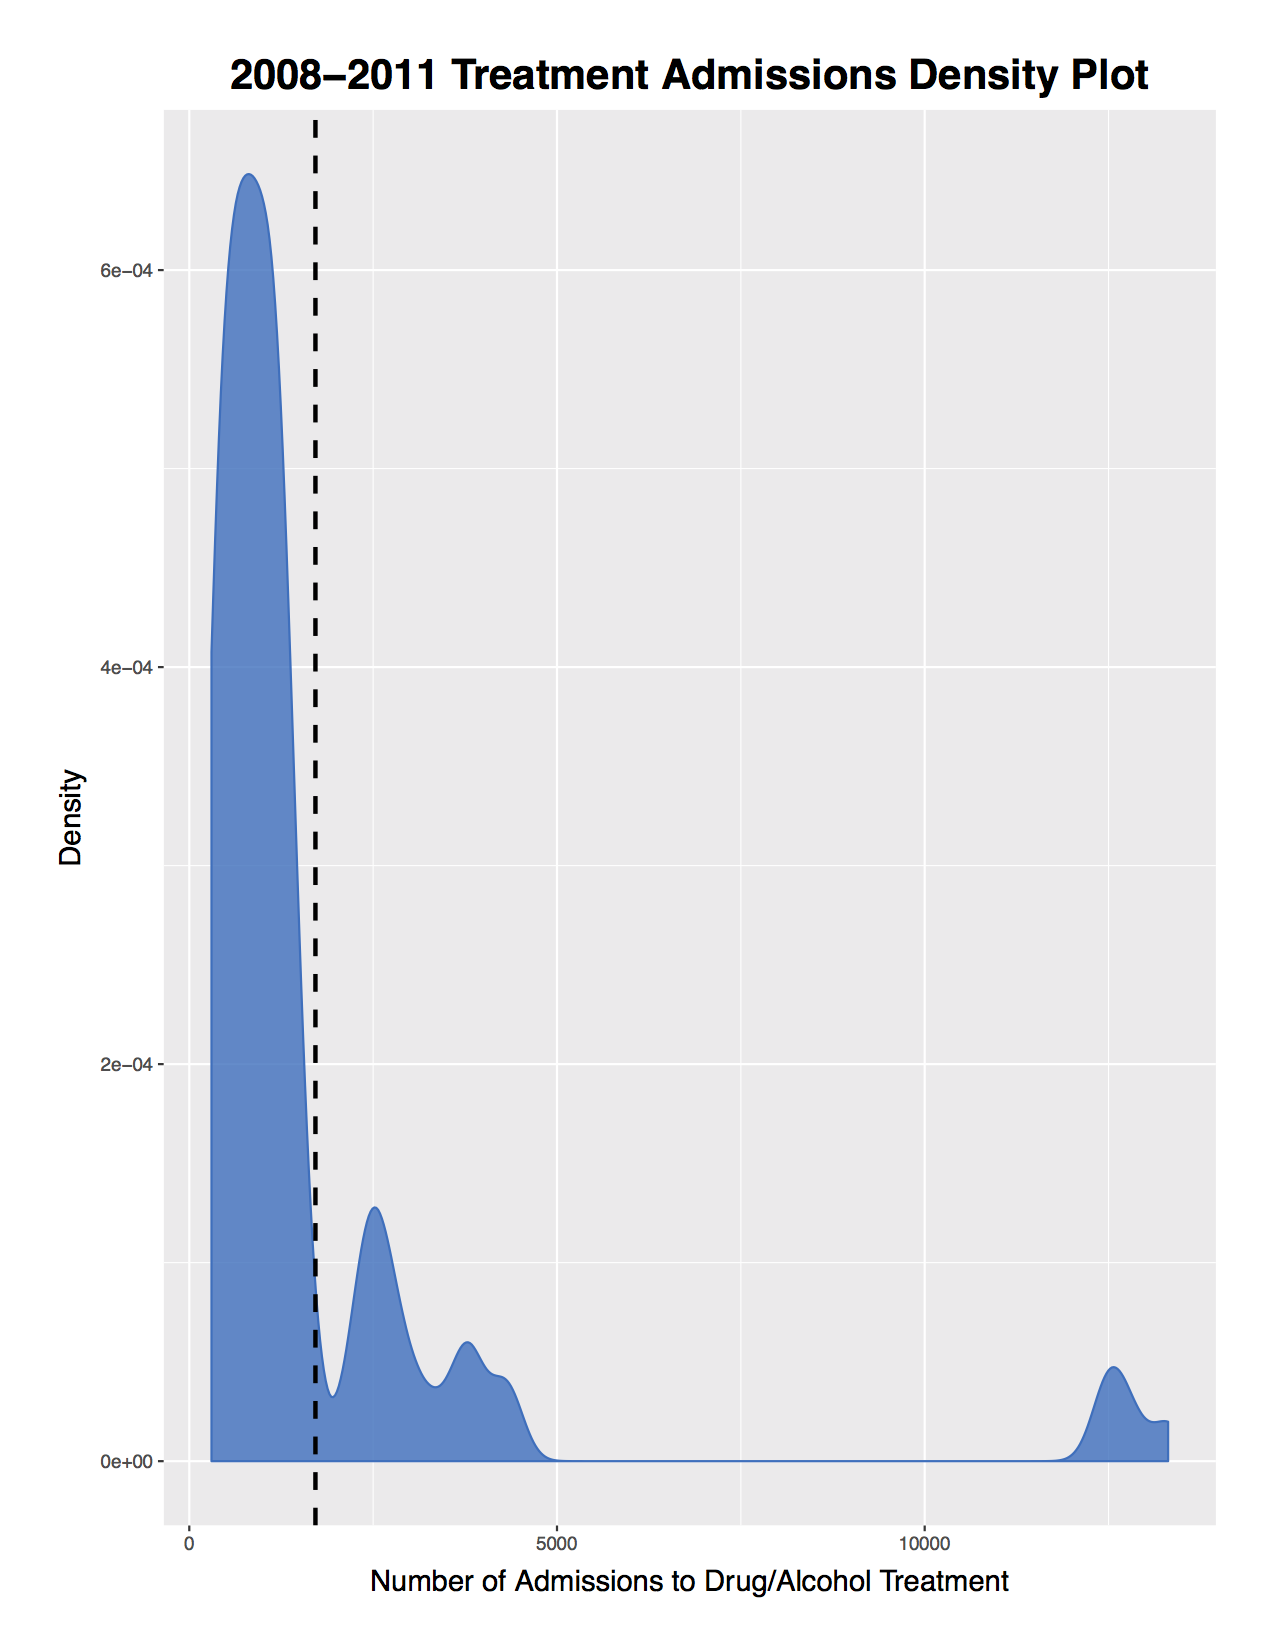 2008−2011 Treatment Admissions Density Plot
6e−04
4e−04
2e−04
0e+00
Density
0
5000
10000
Number of Admissions to Drug/Alcohol Treatment